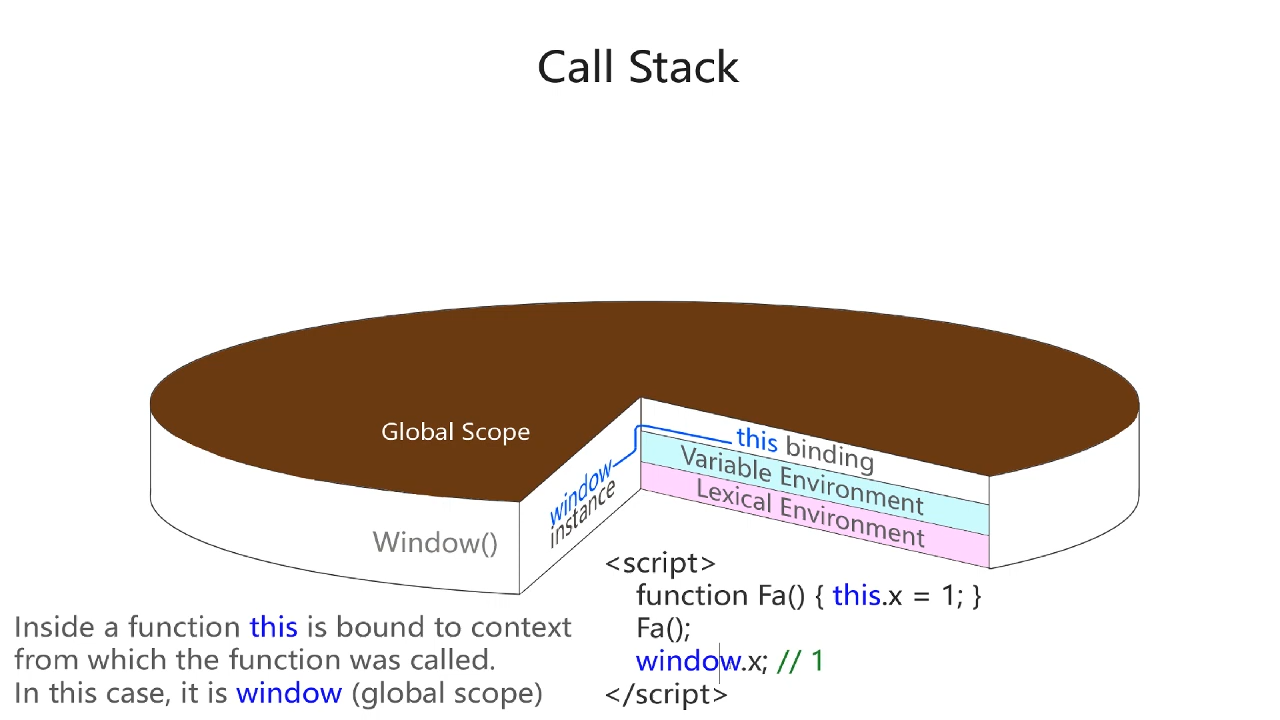 Call Stack
Global Scope
this binding
Variable Environment
Lexical Environment
window
instance
Window()
<script>
function Fa() { this.x = 1; }
Fa();
window.x; // 1
</script>
Inside a function this is bound to context
from which the function was called.
In this case, it is window (global scope)